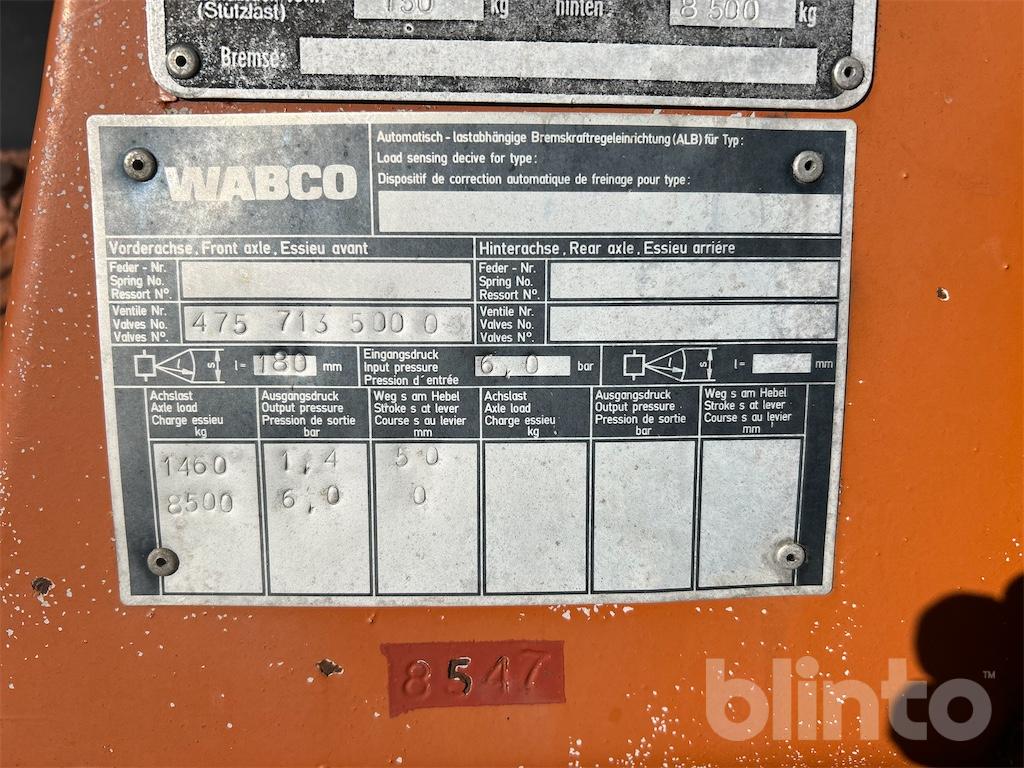 (Stützlast) kg hinten: 8 500 kg
Bremse:
WABCO
Automatisch - lastabhängige Bremskraftregeleinrichtung (ALB) für Typ:
Load sensing decive for type:
Dispositif de correction automatique de freinage pour type:
Vorderachse, Front axle, Essieu avant
Hinterachse, Rear axle, Essieu arriére
Feder - Nr.
Spring No.
Ressort N°.
Feder - Nr.
Spring No.
Ressort N°.
Ventile Nr.
Valves No.
Valves N°.
475 713 500 0
Ventile Nr.
Valves No.
Valves N°.
s l = 180 mm
Eingangsdruck
Input pressure
Pression d'entrée
6,0 bar
s l = mm
Achslast
Axle load
Charge essieu
kg
Ausgangsdruck
Output pressure
Pression de sortie
bar
Weg s am Hebel
Stroke s at lever
Course s au levier
mm
Achslast
Axle load
Charge essieu
kg
Ausgangsdruck
Output pressure
Pression de sortie
bar
Weg s am Hebel
Stroke s at lever
Course s au levier
mm
1460 1,4 50
8500 6,0 0
8547
blinto™